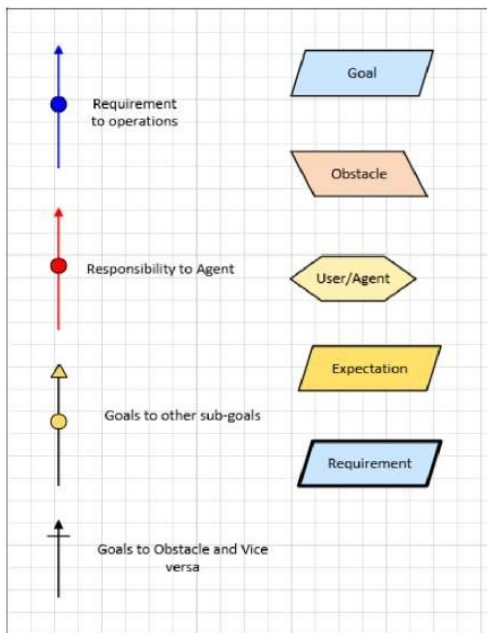 Requirement
to operations
Goal
Obstacle
Responsibility to Agent
User/Agent
Expectation
Goals to other sub-goals
Requirement
Goals to Obstacle and Vice
versa